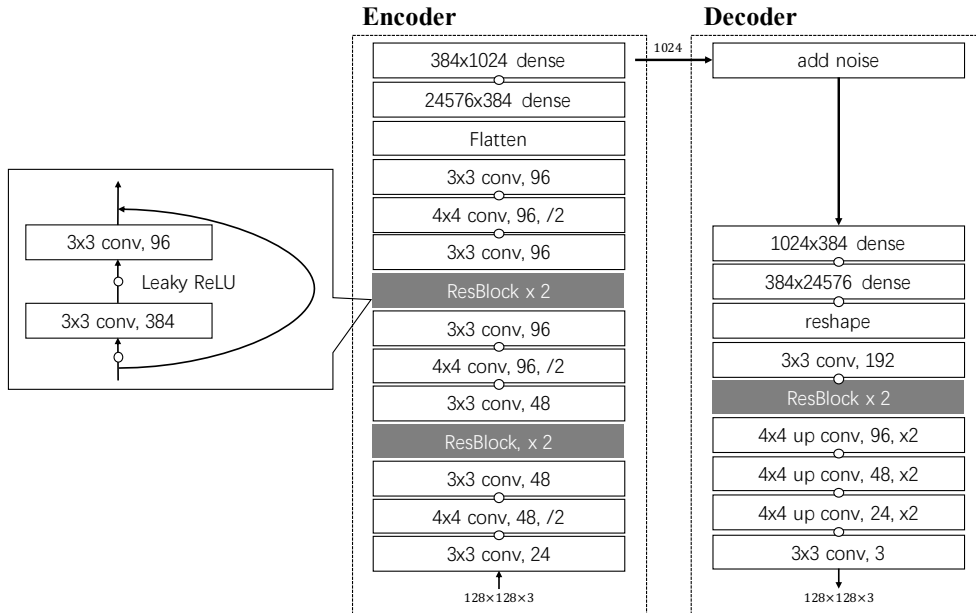 Encoder
384x1024 dense
24576x384 dense
Flatten
3x3 conv, 96
4x4 conv, 96, /2
3x3 conv, 96
ResBlock x 2
3x3 conv, 96
4x4 conv, 96, /2
3x3 conv, 48
ResBlock, x 2
3x3 conv, 48
4x4 conv, 48, /2
3x3 conv, 24
128×128×3
3x3 conv, 96
Leaky ReLU
3x3 conv, 384
1024
Decoder
add noise
1024x384 dense
384x24576 dense
reshape
3x3 conv, 192
ResBlock x 2
4x4 up conv, 96, x2
4x4 up conv, 48, x2
4x4 up conv, 24, x2
3x3 conv, 3
128×128×3